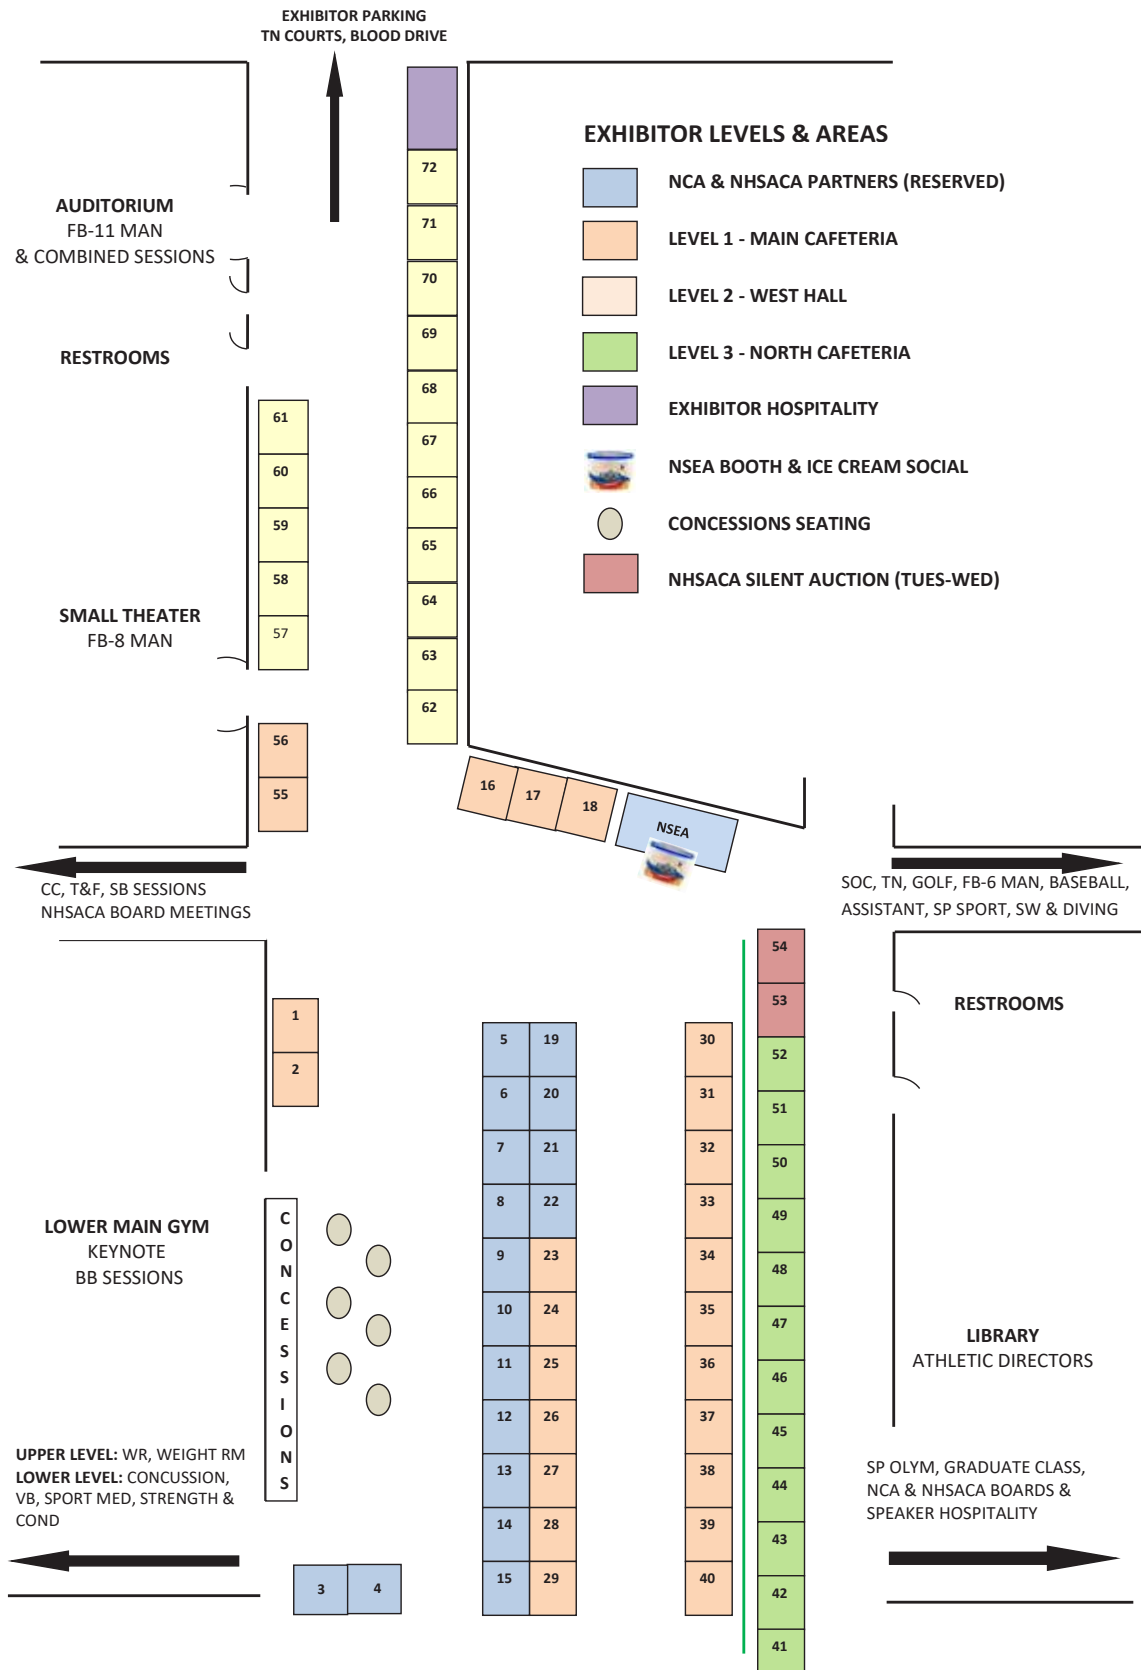 EXHIBITOR PARKING
TN COURTS, BLOOD DRIVE
EXHIBITOR LEVELS & AREAS
NCA & NHSACA PARTNERS (RESERVED)
LEVEL 1 - MAIN CAFETERIA
LEVEL 2 - WEST HALL
LEVEL 3 - NORTH CAFETERIA
EXHIBITOR HOSPITALITY
NSEA BOOTH & ICE CREAM SOCIAL
CONCESSIONS SEATING
NHSACA SILENT AUCTION (TUES-WED)
AUDITORIUM
FB-11 MAN
& COMBINED SESSIONS
RESTROOMS
SMALL THEATER
FB-8 MAN
72
71
70
69
68
67
66
65
64
63
62
61
60
59
58
57
56
55
16
17
18
NSEA
CC, T&F, SB SESSIONS
NHSACA BOARD MEETINGS
SOC, TN, GOLF, FB-6 MAN, BASEBALL,
ASSISTANT, SP SPORT, SW & DIVING
RESTROOMS
1
2
LOWER MAIN GYM
KEYNOTE
BB SESSIONS
CONCESSIONS
UPPER LEVEL: WR, WEIGHT RM
LOWER LEVEL: CONCUSSION,
VB, SPORT MED, STRENGTH &
COND
3
4
5
6
7
8
9
10
11
12
13
14
15
19
20
21
22
23
24
25
26
27
28
29
30
31
32
33
34
35
36
37
38
39
40
54
53
52
51
50
49
48
47
46
45
44
43
42
41
LIBRARY
ATHLETIC DIRECTORS
SP OLYM, GRADUATE CLASS,
NCA & NHSACA BOARDS &
SPEAKER HOSPITALITY